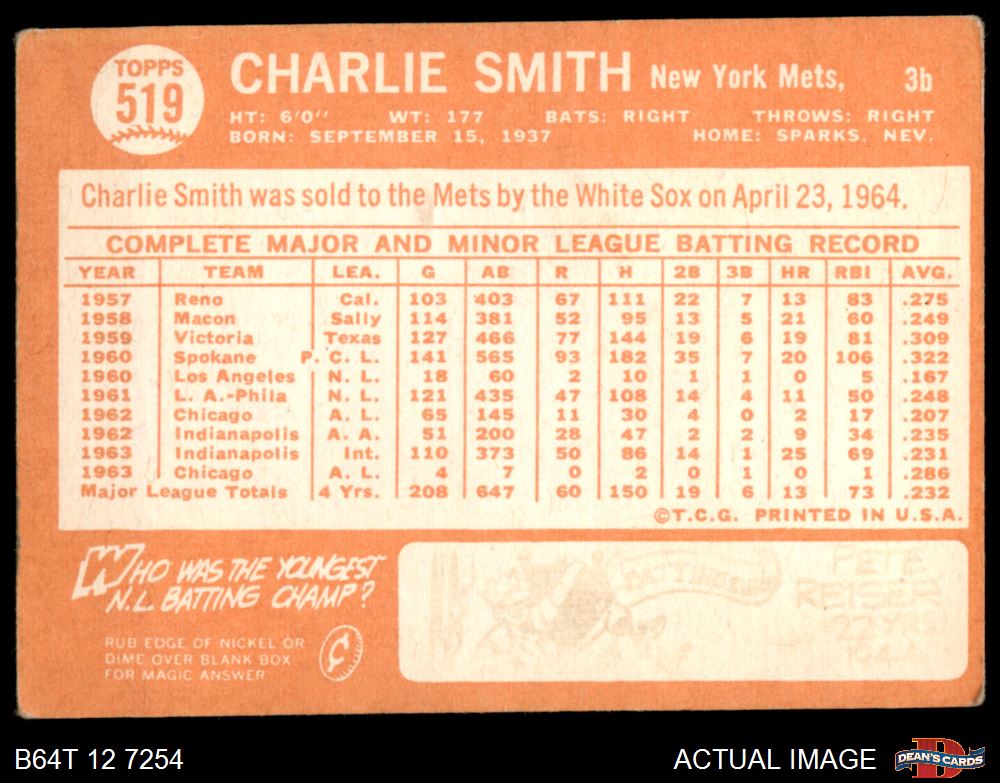 TOPPS
519
CHARLIE SMITH New York Mets, 3b
HT: 6'0" WT: 177 BATS: RIGHT THROWS: RIGHT
BORN: SEPTEMBER 15, 1937 HOME: SPARKS, NEV.
Charlie Smith was sold to the Mets by the White Sox on April 23, 1964.
COMPLETE MAJOR AND MINOR LEAGUE BATTING RECORD
YEAR TEAM LEA. G AB R H 2B 3B HR RBI AVG.
1957 Reno Cal. 103 403 67 111 22 7 13 83 .275
1958 Macon Sally 114 381 52 95 13 5 21 60 .249
1959 Victoria Texas 127 466 77 144 19 6 19 81 .309
1960 Spokane P. C. L. 141 565 93 182 35 7 20 106 .322
1960 Los Angeles N. L. 18 60 2 10 1 1 0 5 .167
1961 L. A.-Phila N. L. 121 435 47 108 14 4 11 50 .248
1962 Chicago A. L. 65 145 11 30 4 0 2 17 .207
1962 Indianapolis A. A. 51 200 28 47 2 2 9 34 .235
1963 Indianapolis Int. 110 373 50 86 14 1 25 69 .231
1963 Chicago A. L. 4 7 0 2 0 1 0 1 .286
Major League Totals 4 Yrs. 208 647 60 150 19 6 13 73 .232
©T.C.G. PRINTED IN U.S.A.
WHO WAS THE YOUNGEST
N.L. BATTING CHAMP?
RUB EDGE OF NICKEL OR
DIME OVER BLANK BOX
FOR MAGIC ANSWER
¢
PETE
REISER
B64T 12 7254
ACTUAL IMAGE
D
DEAN'S CARDS